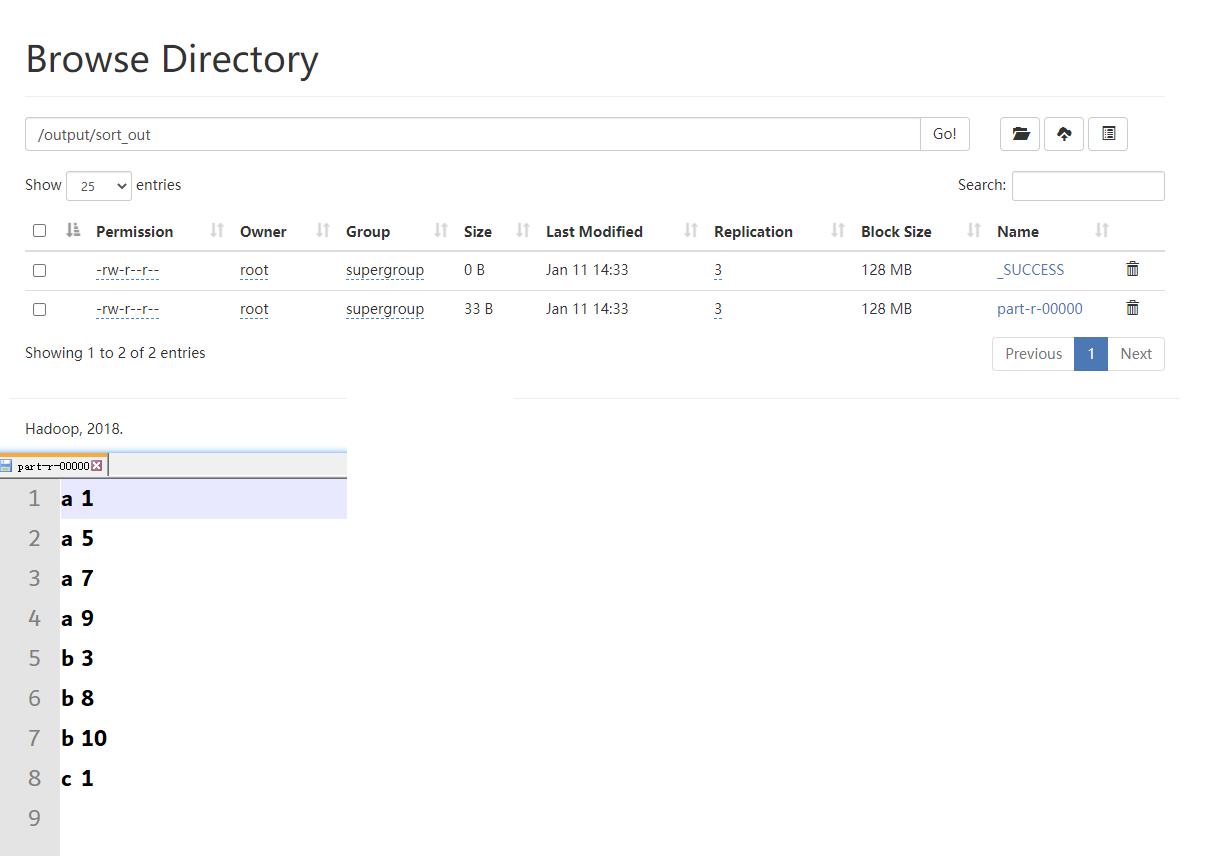 Browse Directory
/output/sort_out Go!
Show 25 entries Search:
Permission Owner Group Size Last Modified Replication Block Size Name
-rw-r--r-- root supergroup 0 B Jan 11 14:33 3 128 MB _SUCCESS
-rw-r--r-- root supergroup 33 B Jan 11 14:33 3 128 MB part-r-00000
Showing 1 to 2 of 2 entries Previous 1 Next
Hadoop, 2018.
part-r-00000
1 a 1
2 a 5
3 a 7
4 a 9
5 b 3
6 b 8
7 b 10
8 c 1
9